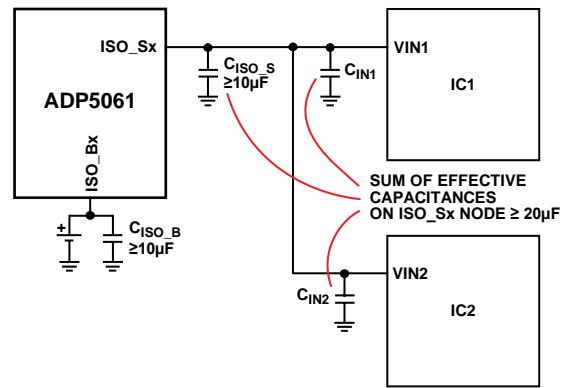 ADP5061
ISO_Sx
ISO_Bx
+
CISO_B
≥10µF
CISO_S
≥10µF
CIN1
VIN1
IC1
SUM OF EFFECTIVE
CAPACITANCES
ON ISO_Sx NODE ≥ 20µF
CIN2
VIN2
IC2